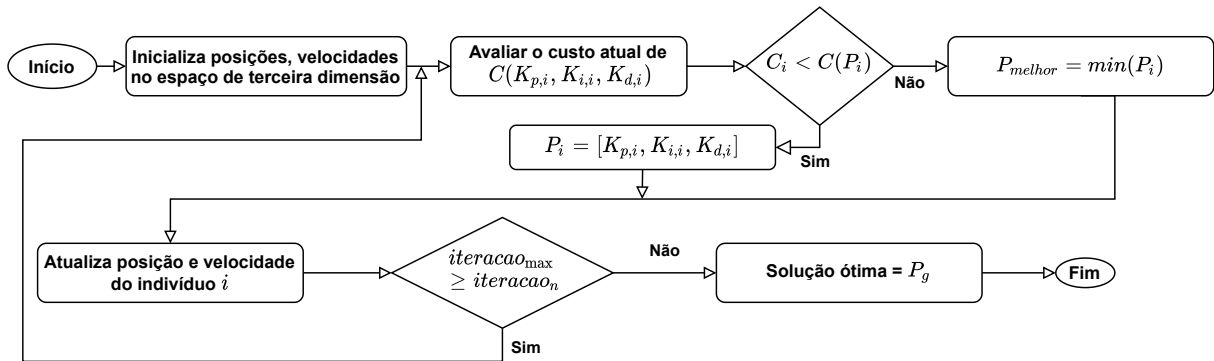 Início
Inicializa posições, velocidades
no espaço de terceira dimensão
Avaliar o custo atual de
C(K_{p,i}, K_{i,i}, K_{d,i})
C_i < C(P_i)
Não
P_{melhor} = min(P_i)
P_i = [K_{p,i}, K_{i,i}, K_{d,i}]
Sim
Atualiza posição e velocidade
do indivíduo i
iteracao_{max}
≥ iteracao_n
Não
Solução ótima = P_g
Fim
Sim